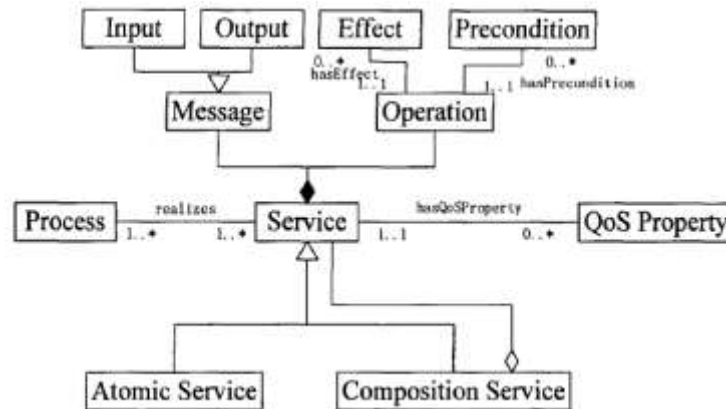 Input Output Effect Precondition
0..* 0..*
hasEffect 1..1 1..1 hasPrecondition
Message Operation
realizes hasQoSProperty
Process Service QoS Property
1..* 1..* 1..1 0..*
Atomic Service Composition Service